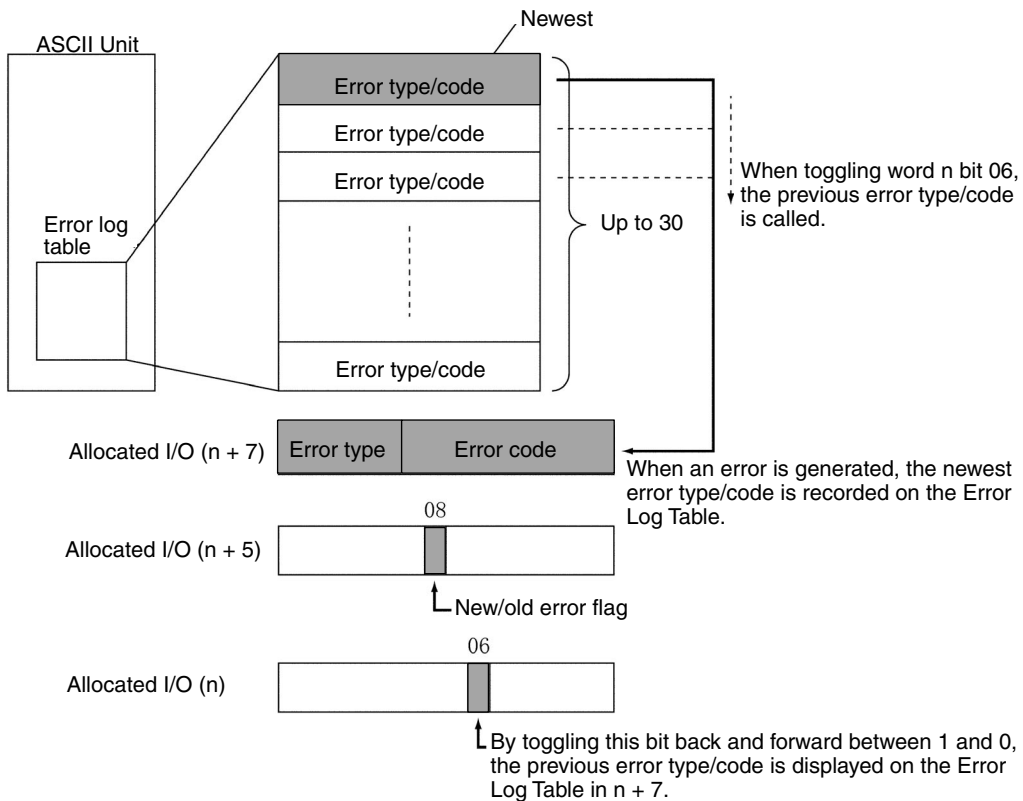 Newest
ASCII Unit
Error type/code
Error type/code
Error type/code
When toggling word n bit 06,
the previous error type/code
is called.
Error log
table
Up to 30
Error type/code
Allocated I/O (n + 7)
Error type
Error code
When an error is generated, the newest
error type/code is recorded on the Error
Log Table.
08
Allocated I/O (n + 5)
New/old error flag
06
Allocated I/O (n)
By toggling this bit back and forward between 1 and 0,
the previous error type/code is displayed on the Error
Log Table in n + 7.